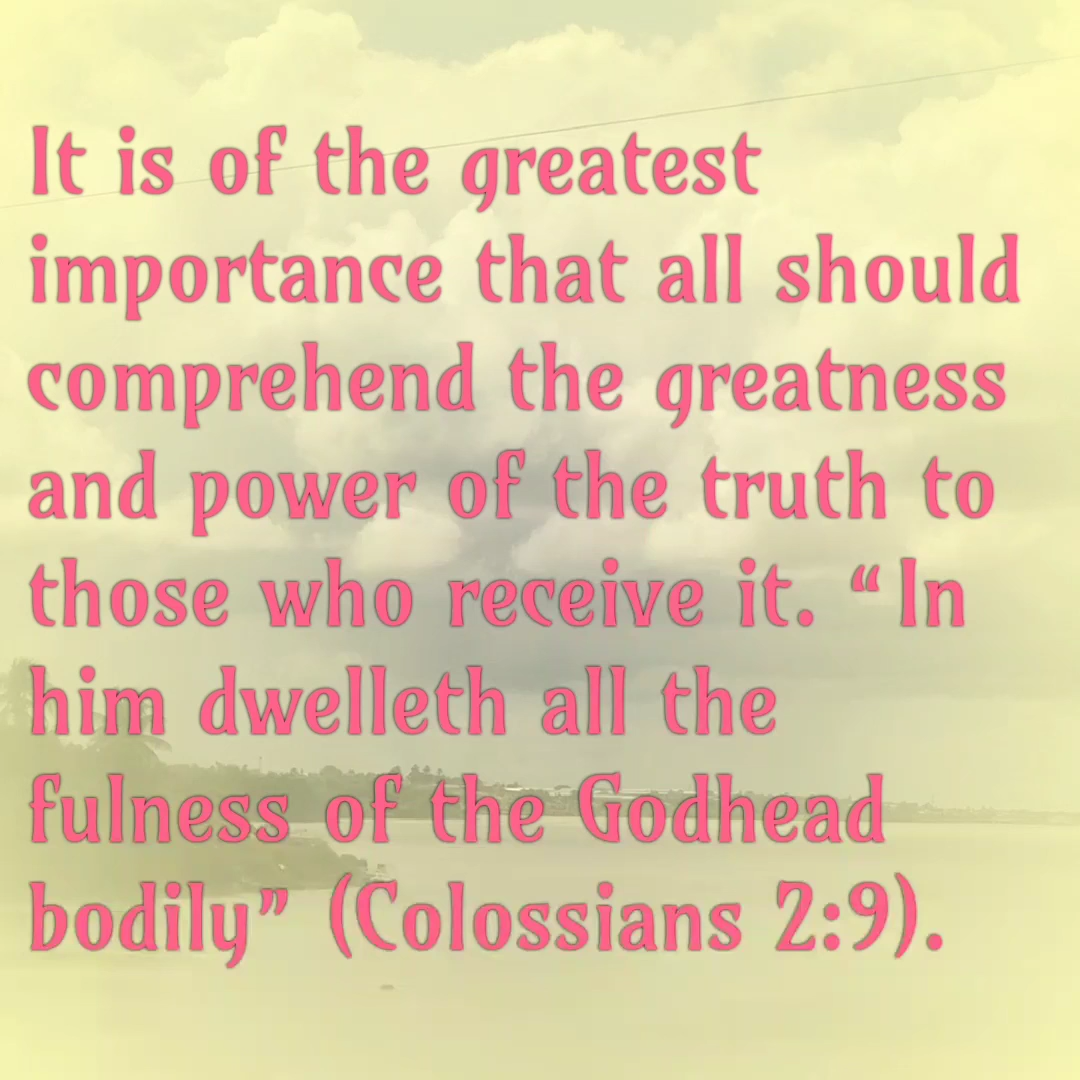 It is of the greatest
importance that all should
comprehend the greatness
and power of the truth to
those who receive it. “In
him dwelleth all the
fulness of the Godhead
bodily” (Colossians 2:9).